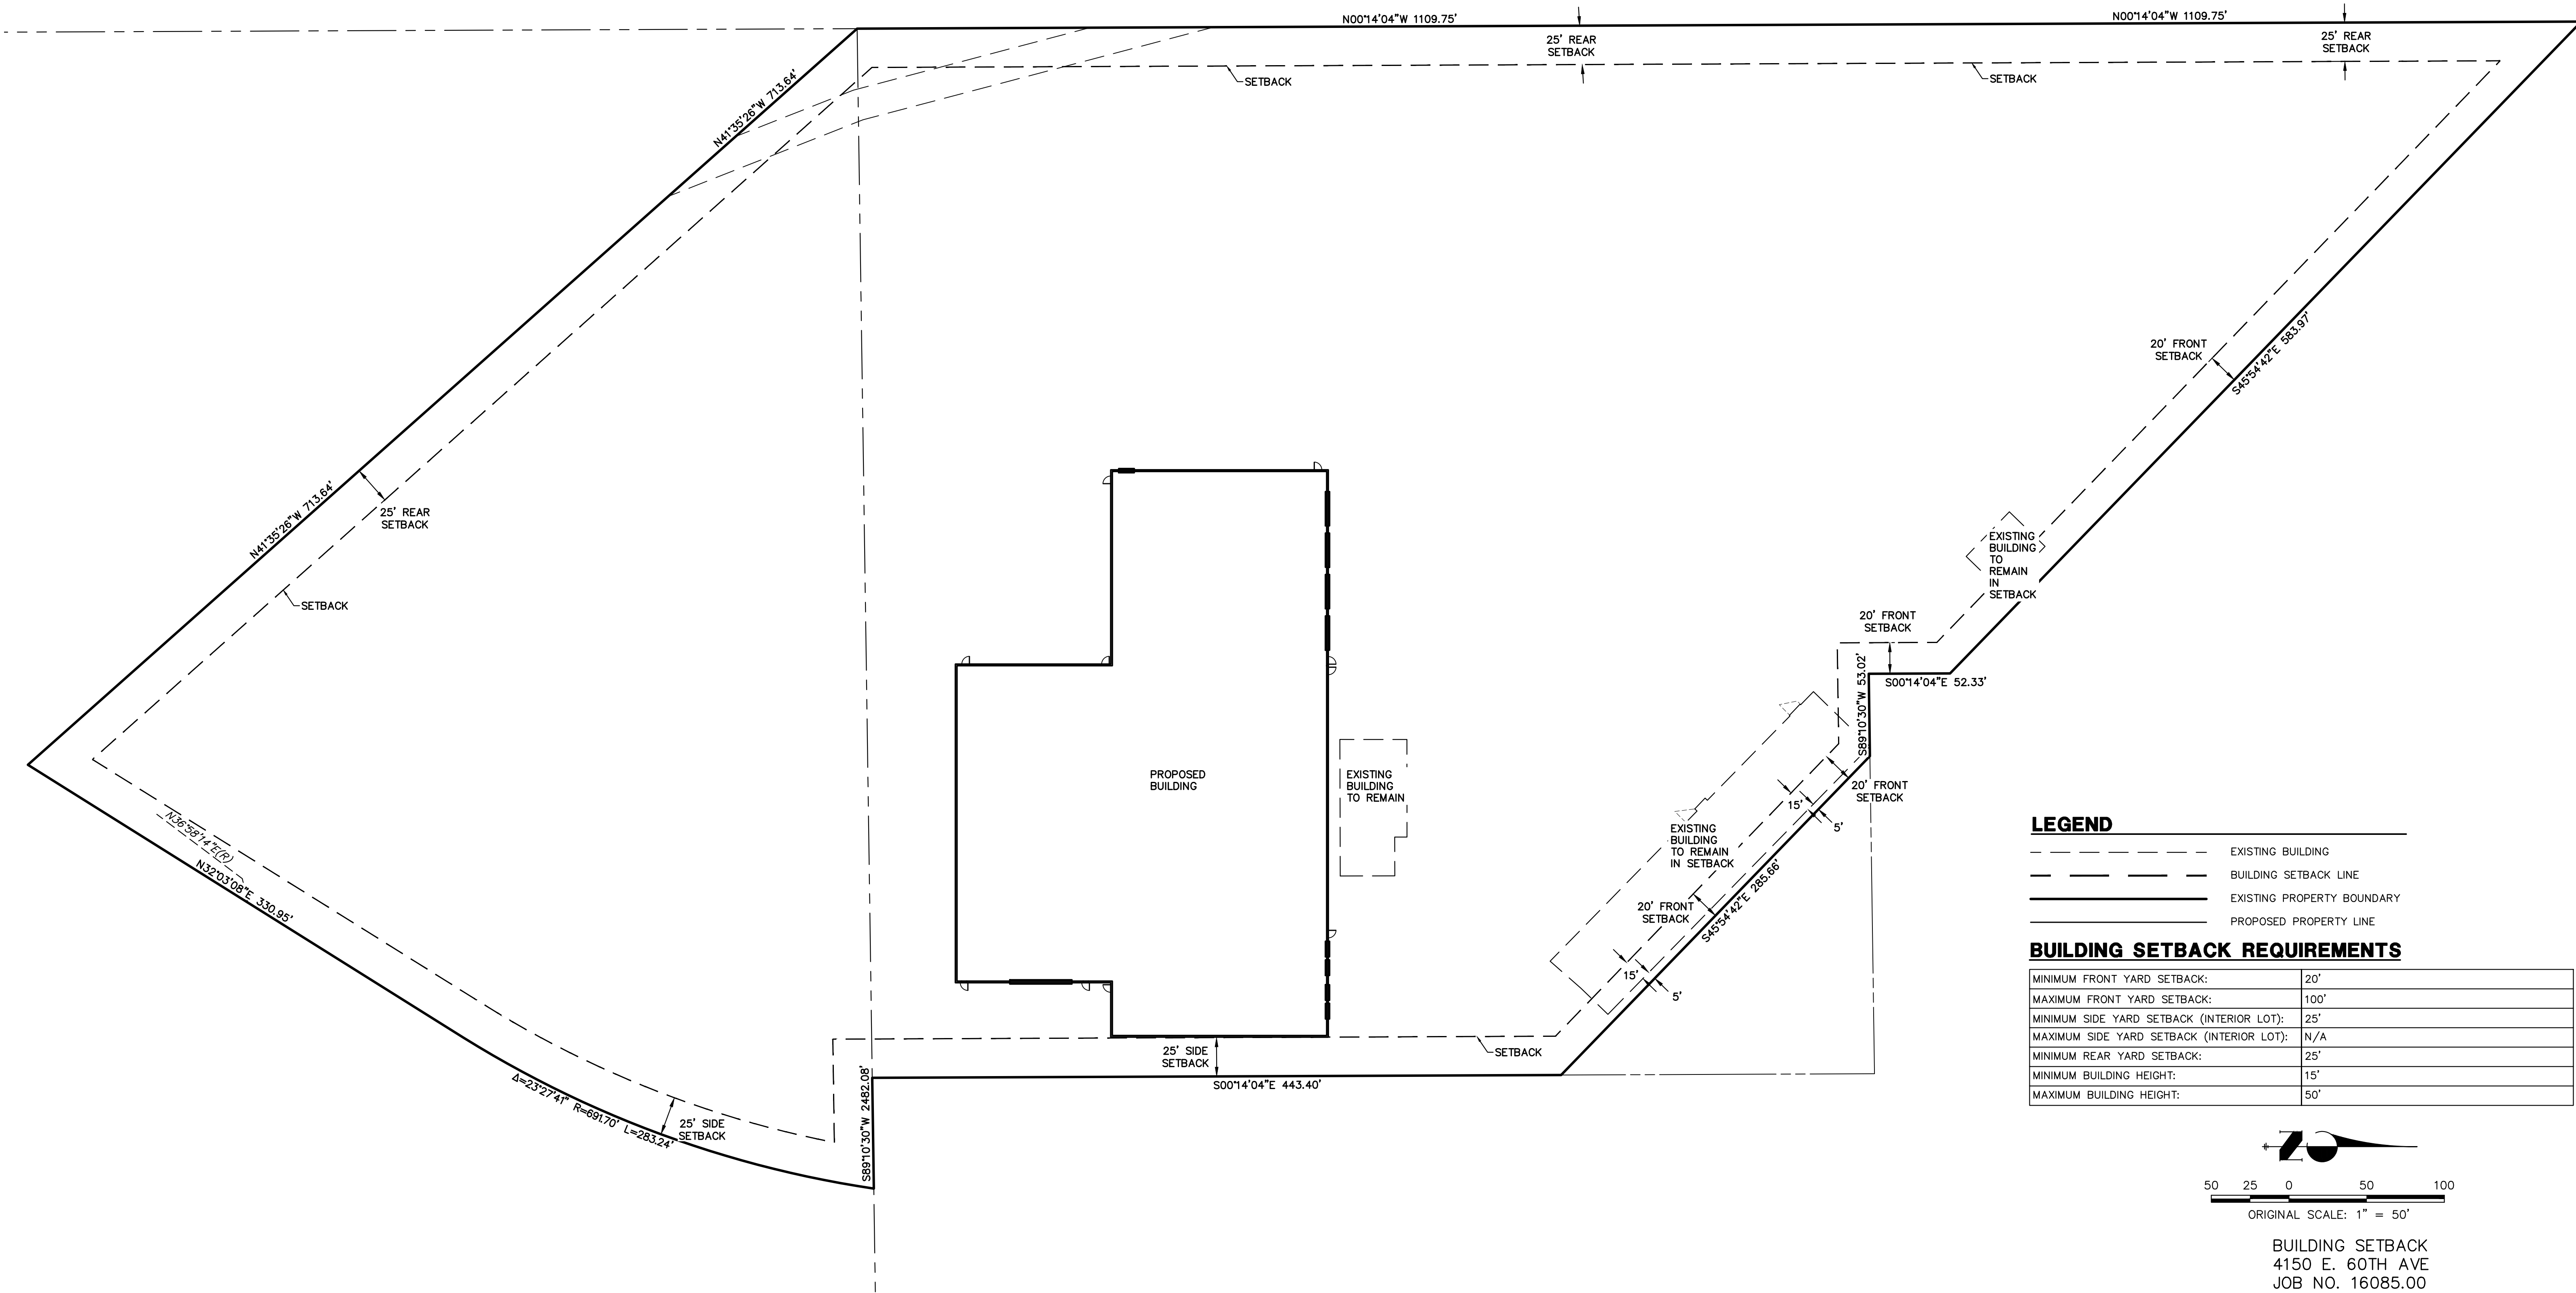 N00°14'04"W 1109.75'
N00°14'04"W 1109.75'
25' REAR
SETBACK
25' REAR
SETBACK
SETBACK
SETBACK
N41°35'26"W 713.64'
20' FRONT
SETBACK
S45°54'42"E 583.97'
N41°35'26"W 713.64'
25' REAR
SETBACK
SETBACK
EXISTING
BUILDING
TO
REMAIN
IN
SETBACK
20' FRONT
SETBACK
S89°10'30"W 53.02'
S00°14'04"E 52.33'
PROPOSED
BUILDING
EXISTING
BUILDING
TO REMAIN
20' FRONT
SETBACK
15'
5'
EXISTING
BUILDING
TO REMAIN
IN SETBACK
S45°54'42"E 285.66'
20' FRONT
SETBACK
15'
5'
N36°58'14"E(R)
N32°03'08"E 330.95'
SETBACK
25' SIDE
SETBACK
S00°14'04"E 443.40'
S89°10'30"W 2482.08'
Δ=23°27'41" R=691.70' L=283.24'
25' SIDE
SETBACK
LEGEND
EXISTING BUILDING
BUILDING SETBACK LINE
EXISTING PROPERTY BOUNDARY
PROPOSED PROPERTY LINE
BUILDING SETBACK REQUIREMENTS
MINIMUM FRONT YARD SETBACK: 20'
MAXIMUM FRONT YARD SETBACK: 100'
MINIMUM SIDE YARD SETBACK (INTERIOR LOT): 25'
MAXIMUM SIDE YARD SETBACK (INTERIOR LOT): N/A
MINIMUM REAR YARD SETBACK: 25'
MINIMUM BUILDING HEIGHT: 15'
MAXIMUM BUILDING HEIGHT: 50'
N
50 25 0 50 100
ORIGINAL SCALE: 1" = 50'
BUILDING SETBACK
4150 E. 60TH AVE
JOB NO. 16085.00